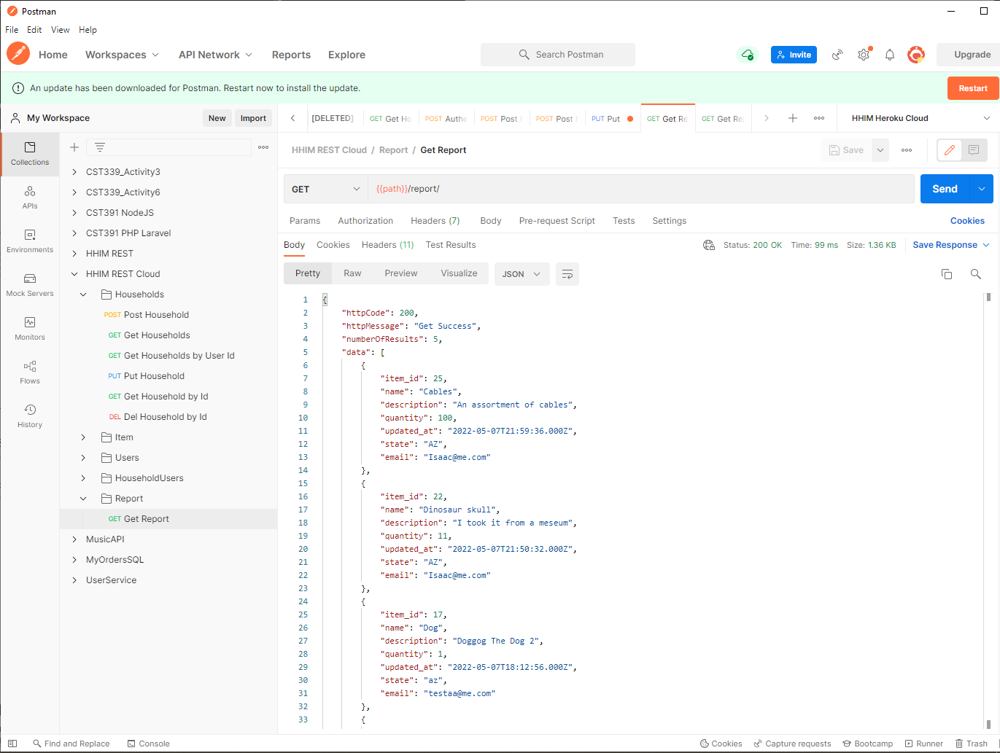 Postman
File Edit View Help
Home Workspaces API Network Reports Explore Search Postman Invite Upgrade
An update has been downloaded for Postman. Restart now to install the update. Restart
My Workspace New Import
[DELETED] GET Get Ho POST Authe POST Post POST Post PUT Put GET Get Re GET Get Re HHIM Heroku Cloud
Collections
APIs
Environments
Mock Servers
Monitors
Flows
History
CST339_Activity3
CST339_Activity6
CST391 NodeJS
CST391 PHP Laravel
HHIM REST
HHIM REST Cloud
Households
POST Post Household
GET Get Households
GET Get Households by User Id
PUT Put Household
GET Get Household by Id
DEL Del Household by Id
Item
Users
HouseholdUsers
Report
GET Get Report
MusicAPI
MyOrdersSQL
UserService
HHIM REST Cloud / Report / Get Report Save
GET {{path}}/report/ Send
Params Authorization Headers (7) Body Pre-request Script Tests Settings Cookies
Body Cookies Headers (11) Test Results Status: 200 OK Time: 99 ms Size: 1.36 KB Save Response
Pretty Raw Preview Visualize JSON
1 {
2 "httpCode": 200,
3 "httpMessage": "Get Success",
4 "numberOfResults": 5,
5 "data": [
6 {
7 "item_id": 25,
8 "name": "Cables",
9 "description": "An assortment of cables",
10 "quantity": 100,
11 "updated_at": "2022-05-07T21:59:36.000Z",
12 "state": "AZ",
13 "email": "Isaac@me.com"
14 },
15 {
16 "item_id": 22,
17 "name": "Dinosaur skull",
18 "description": "I took it from a meseum",
19 "quantity": 11,
20 "updated_at": "2022-05-07T21:50:32.000Z",
21 "state": "AZ",
22 "email": "Isaac@me.com"
23 },
24 {
25 "item_id": 17,
26 "name": "Dog",
27 "description": "Doggog The Dog 2",
28 "quantity": 1,
29 "updated_at": "2022-05-07T18:12:56.000Z",
30 "state": "az",
31 "email": "testaa@me.com"
32 },
33 {
Find and Replace Console Cookies Capture requests Bootcamp Runner Trash